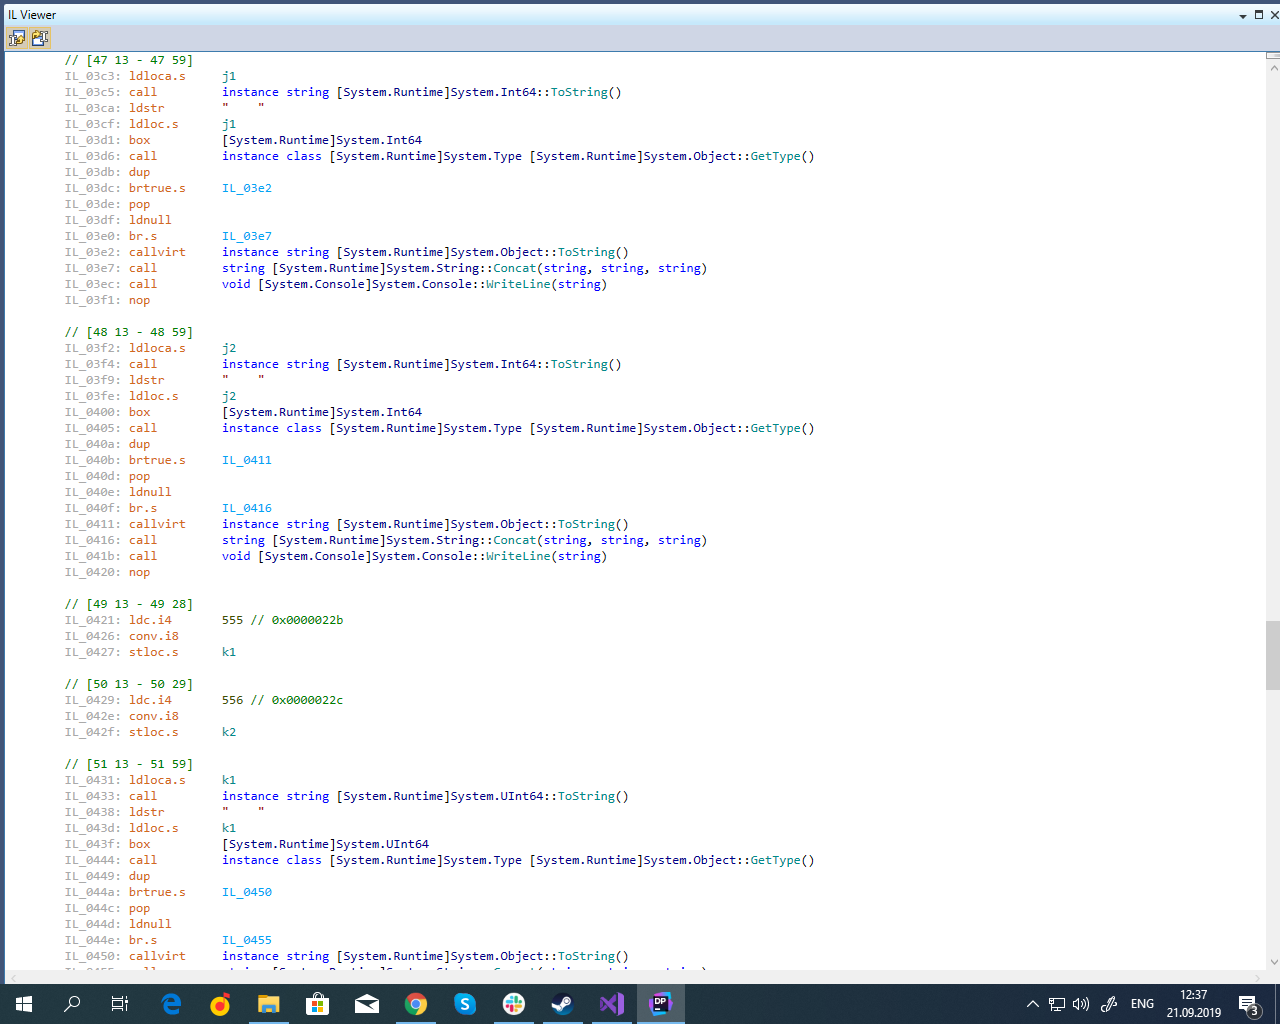 IL Viewer
// [47 13 - 47 59]
IL_03c3: ldloca.s     j1
IL_03c5: call         instance string [System.Runtime]System.Int64::ToString()
IL_03ca: ldstr        "    "
IL_03cf: ldloc.s      j1
IL_03d1: box          [System.Runtime]System.Int64
IL_03d6: call         instance class [System.Runtime]System.Type [System.Runtime]System.Object::GetType()
IL_03db: dup
IL_03dc: brtrue.s     IL_03e2
IL_03de: pop
IL_03df: ldnull
IL_03e0: br.s         IL_03e7
IL_03e2: callvirt     instance string [System.Runtime]System.Object::ToString()
IL_03e7: call         string [System.Runtime]System.String::Concat(string, string, string)
IL_03ec: call         void [System.Console]System.Console::WriteLine(string)
IL_03f1: nop
// [48 13 - 48 59]
IL_03f2: ldloca.s     j2
IL_03f4: call         instance string [System.Runtime]System.Int64::ToString()
IL_03f9: ldstr        "    "
IL_03fe: ldloc.s      j2
IL_0400: box          [System.Runtime]System.Int64
IL_0405: call         instance class [System.Runtime]System.Type [System.Runtime]System.Object::GetType()
IL_040a: dup
IL_040b: brtrue.s     IL_0411
IL_040d: pop
IL_040e: ldnull
IL_040f: br.s         IL_0416
IL_0411: callvirt     instance string [System.Runtime]System.Object::ToString()
IL_0416: call         string [System.Runtime]System.String::Concat(string, string, string)
IL_041b: call         void [System.Console]System.Console::WriteLine(string)
IL_0420: nop
// [49 13 - 49 28]
IL_0421: ldc.i4       555 // 0x0000022b
IL_0426: conv.i8
IL_0427: stloc.s      k1
// [50 13 - 50 29]
IL_0429: ldc.i4       556 // 0x0000022c
IL_042e: conv.i8
IL_042f: stloc.s      k2
// [51 13 - 51 59]
IL_0431: ldloca.s     k1
IL_0433: call         instance string [System.Runtime]System.UInt64::ToString()
IL_0438: ldstr        "    "
IL_043d: ldloc.s      k1
IL_043f: box          [System.Runtime]System.UInt64
IL_0444: call         instance class [System.Runtime]System.Type [System.Runtime]System.Object::GetType()
IL_0449: dup
IL_044a: brtrue.s     IL_0450
IL_044c: pop
IL_044d: ldnull
IL_044e: br.s         IL_0455
IL_0450: callvirt     instance string [System.Runtime]System.Object::ToString()
DP
ENG
12:37
21.09.2019
3